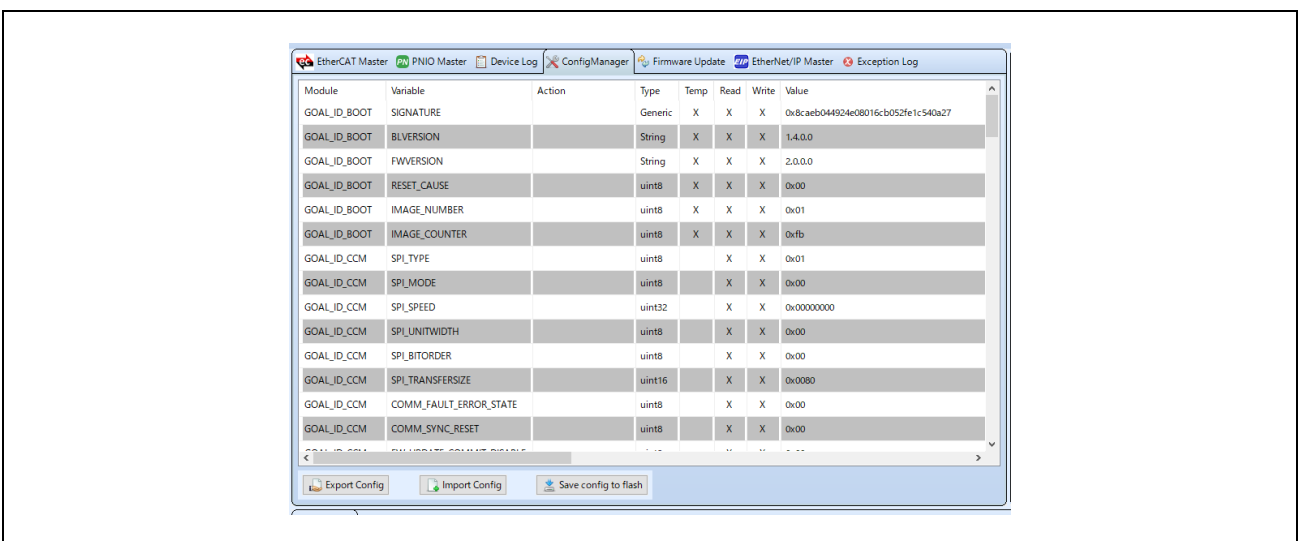 EtherCAT Master PN PNIO Master Device Log ConfigManager Firmware Update EIP EtherNet/IP Master Exception Log
Module Variable Action Type Temp Read Write Value
GOAL_ID_BOOT SIGNATURE Generic X X X 0x8caeb044924e08016cb052fe1c540a27
GOAL_ID_BOOT BLVERSION String X X X 1.4.0.0
GOAL_ID_BOOT FWVERSION String X X X 2.0.0.0
GOAL_ID_BOOT RESET_CAUSE uint8 X X X 0x00
GOAL_ID_BOOT IMAGE_NUMBER uint8 X X X 0x01
GOAL_ID_BOOT IMAGE_COUNTER uint8 X X X 0xfb
GOAL_ID_CCM SPI_TYPE uint8 X X 0x01
GOAL_ID_CCM SPI_MODE uint8 X X 0x00
GOAL_ID_CCM SPI_SPEED uint32 X X 0x00000000
GOAL_ID_CCM SPI_UNITWIDTH uint8 X X 0x00
GOAL_ID_CCM SPI_BITORDER uint8 X X 0x00
GOAL_ID_CCM SPI_TRANSFERSIZE uint16 X X 0x0080
GOAL_ID_CCM COMM_FAULT_ERROR_STATE uint8 X X 0x00
GOAL_ID_CCM COMM_SYNC_RESET uint8 X X 0x00
Export Config Import Config Save config to flash